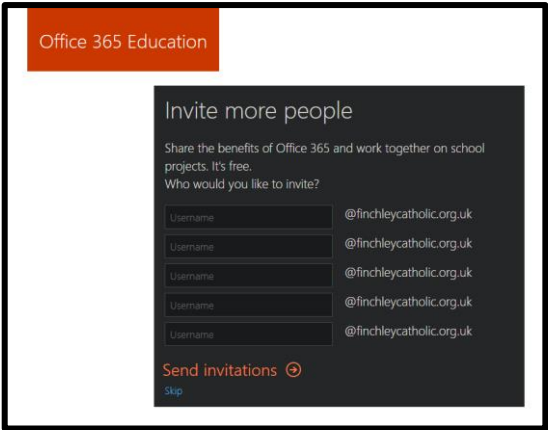 Office 365 Education
Invite more people
Share the benefits of Office 365 and work together on school
projects. It's free.
Who would you like to invite?
Username @finchleycatholic.org.uk
Username @finchleycatholic.org.uk
Username @finchleycatholic.org.uk
Username @finchleycatholic.org.uk
Username @finchleycatholic.org.uk
Send invitations
Skip